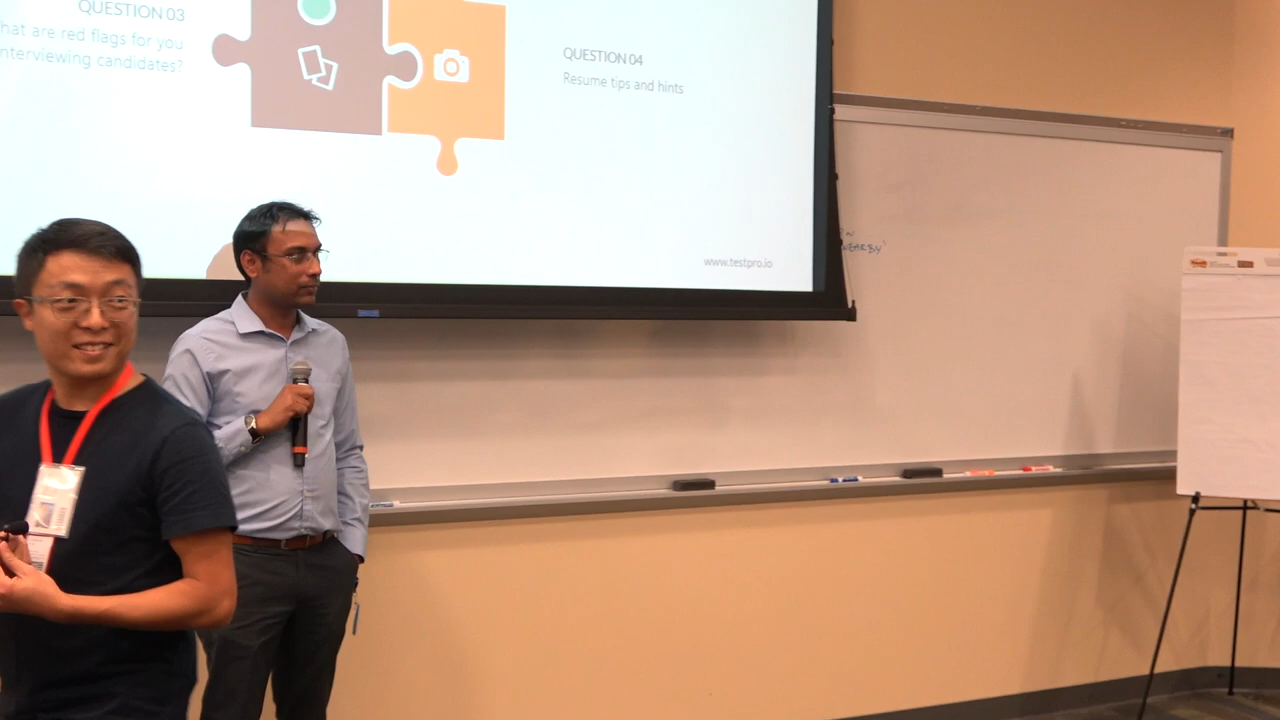 QUESTION 03
hat are red flags for you
nterviewing candidates?
QUESTION 04
Resume tips and hints
www.testpro.io
NEARBY